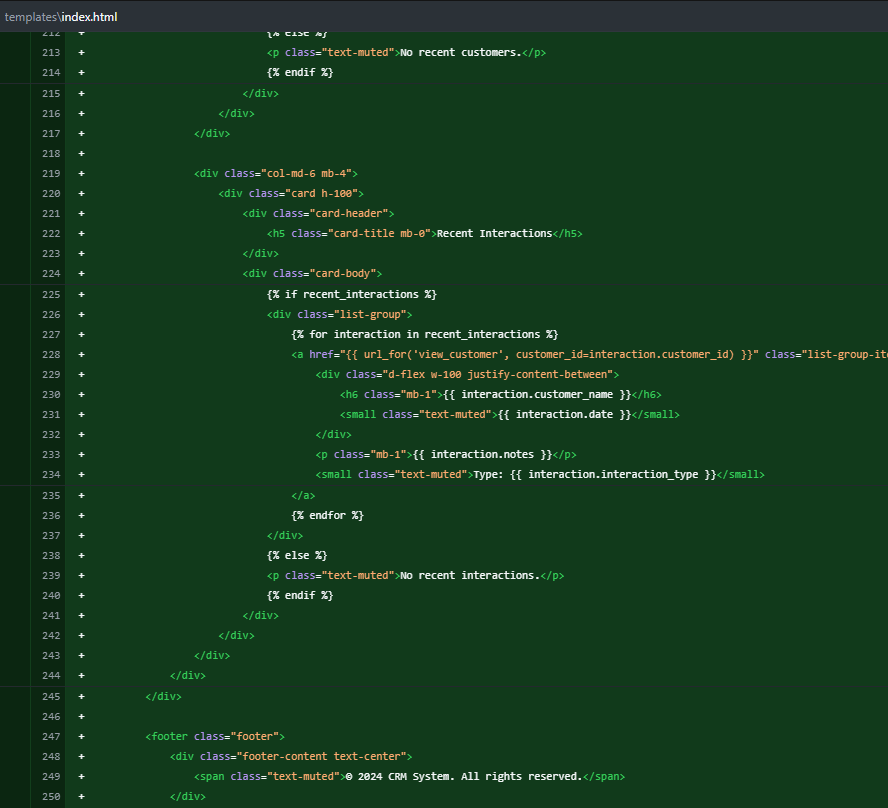 templates\index.html
212 + {% else %}
213 + <p class="text-muted">No recent customers.</p>
214 + {% endif %}
215 + </div>
216 + </div>
217 + </div>
218 +
219 + <div class="col-md-6 mb-4">
220 + <div class="card h-100">
221 + <div class="card-header">
222 + <h5 class="card-title mb-0">Recent Interactions</h5>
223 + </div>
224 + <div class="card-body">
225 + {% if recent_interactions %}
226 + <div class="list-group">
227 + {% for interaction in recent_interactions %}
228 + <a href="{{ url_for('view_customer', customer_id=interaction.customer_id) }}" class="list-group-ite
229 + <div class="d-flex w-100 justify-content-between">
230 + <h6 class="mb-1">{{ interaction.customer_name }}</h6>
231 + <small class="text-muted">{{ interaction.date }}</small>
232 + </div>
233 + <p class="mb-1">{{ interaction.notes }}</p>
234 + <small class="text-muted">Type: {{ interaction.interaction_type }}</small>
235 + </a>
236 + {% endfor %}
237 + </div>
238 + {% else %}
239 + <p class="text-muted">No recent interactions.</p>
240 + {% endif %}
241 + </div>
242 + </div>
243 + </div>
244 + </div>
245 + </div>
246 +
247 + <footer class="footer">
248 + <div class="footer-content text-center">
249 + <span class="text-muted">© 2024 CRM System. All rights reserved.</span>
250 + </div>